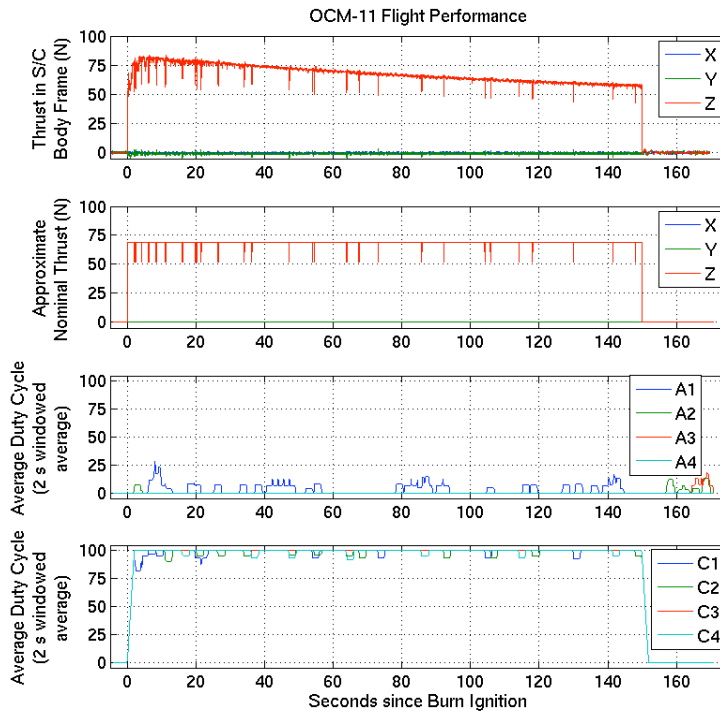 OCM-11 Flight Performance
Thrust in S/C
Body Frame (N)
100
75
50
25
0
0 20 40 60 80 100 120 140 160
X
Y
Z
Approximate
Nominal Thrust (N)
100
75
50
25
0
0 20 40 60 80 100 120 140 160
X
Y
Z
Average Duty Cycle
(2 s windowed
average)
100
75
50
25
0
0 20 40 60 80 100 120 140 160
A1
A2
A3
A4
Average Duty Cycle
(2 s windowed
average)
100
75
50
25
0
0 20 40 60 80 100 120 140 160
C1
C2
C3
C4
Seconds since Burn Ignition